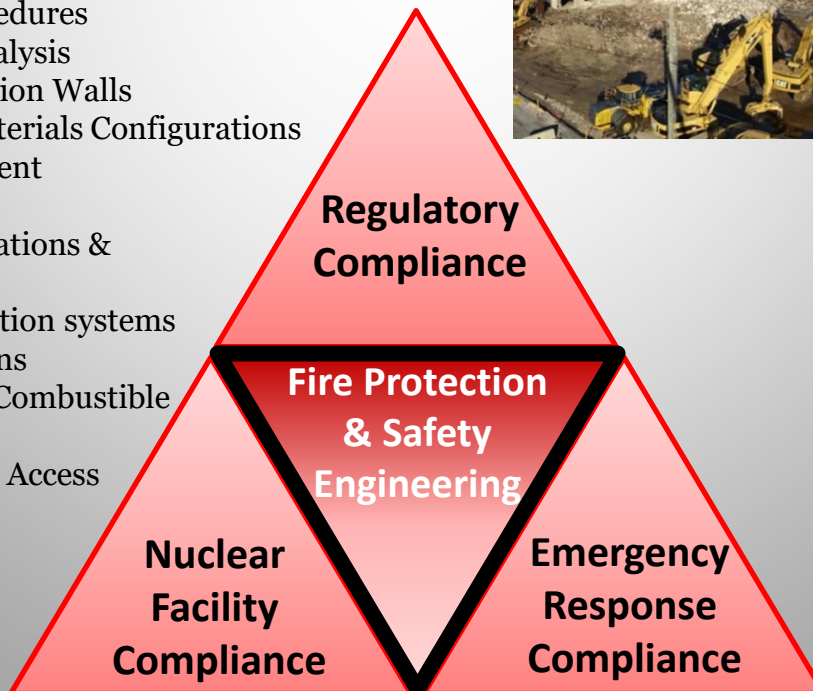 edures
alysis
ion Walls
terials Configurations
ent
ations &
tion systems
ns
Combustible
Access
Regulatory
Compliance
Fire Protection
& Safety
Engineering
Nuclear
Facility
Compliance
Emergency
Response
Compliance